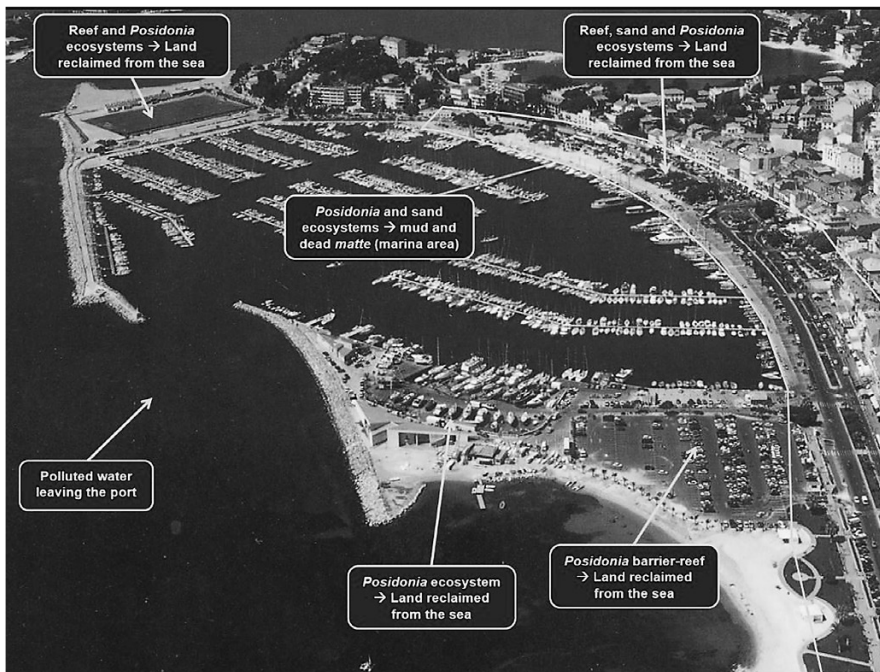 Reef and Posidonia
ecosystems → Land
reclaimed from the sea
Reef, sand and Posidonia
ecosystems → Land
reclaimed from the sea
Posidonia and sand
ecosystems → mud and
dead matte (marina area)
Polluted water
leaving the port
Posidonia ecosystem
→ Land reclaimed
from the sea
Posidonia barrier-reef
→ Land reclaimed
from the sea